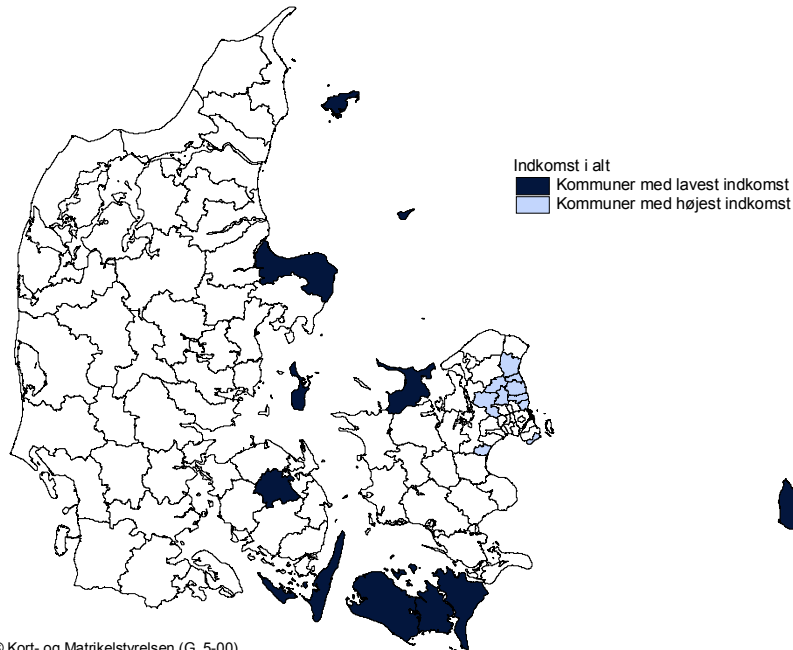 Indkomst i alt
Kommuner med lavest indkomst
Kommuner med højest indkomst
© Kort- og Matrikelstyrelsen (G. 5-00)